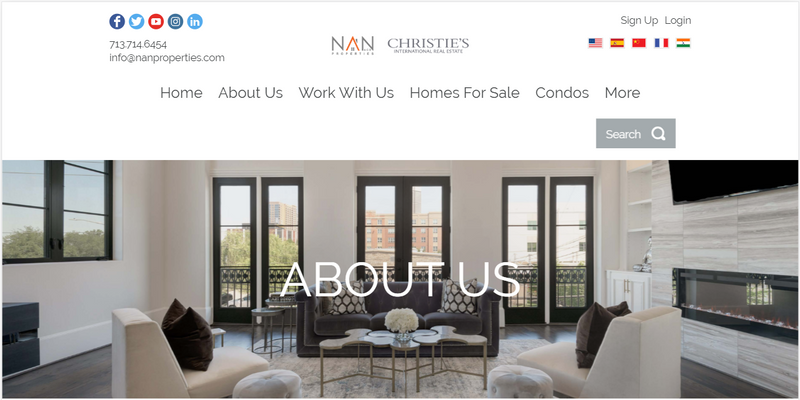 Sign Up Login
713.714.6454
info@nanproperties.com
NAN
PROPERTIES
CHRISTIE'S
INTERNATIONAL REAL ESTATE
Home About Us Work With Us Homes For Sale Condos More
Search
ABOUT US